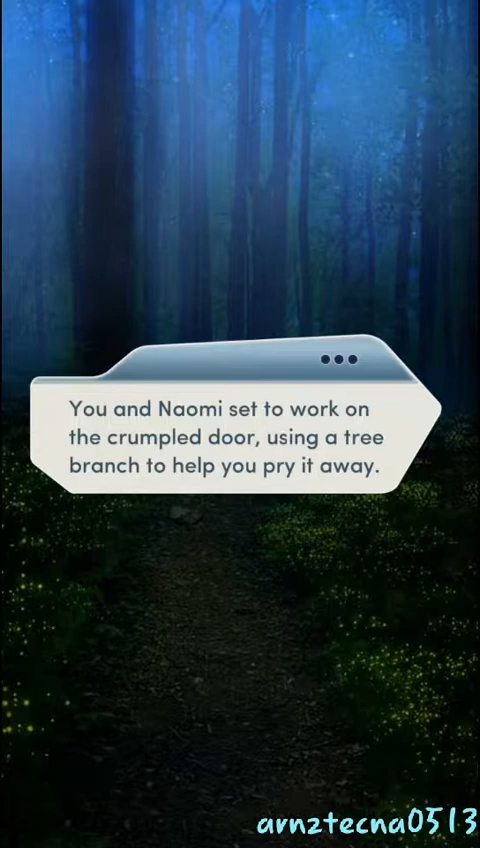 You and Naomi set to work on
the crumpled door, using a tree
branch to help you pry it away.
arnztecna0513